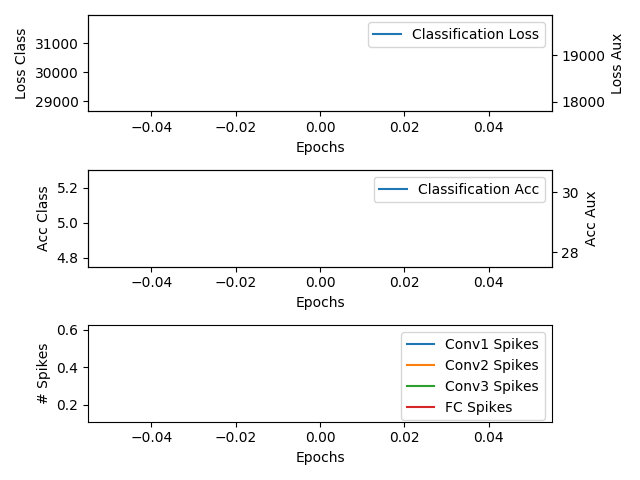 Loss Class
31000
30000
29000
Classification Loss
19000
18000
Loss Aux
−0.04 −0.02 0.00 0.02 0.04
Epochs
Acc Class
5.2
5.0
4.8
Classification Acc
30
28
Acc Aux
−0.04 −0.02 0.00 0.02 0.04
Epochs
# Spikes
0.6
0.4
0.2
Conv1 Spikes
Conv2 Spikes
Conv3 Spikes
FC Spikes
−0.04 −0.02 0.00 0.02 0.04
Epochs